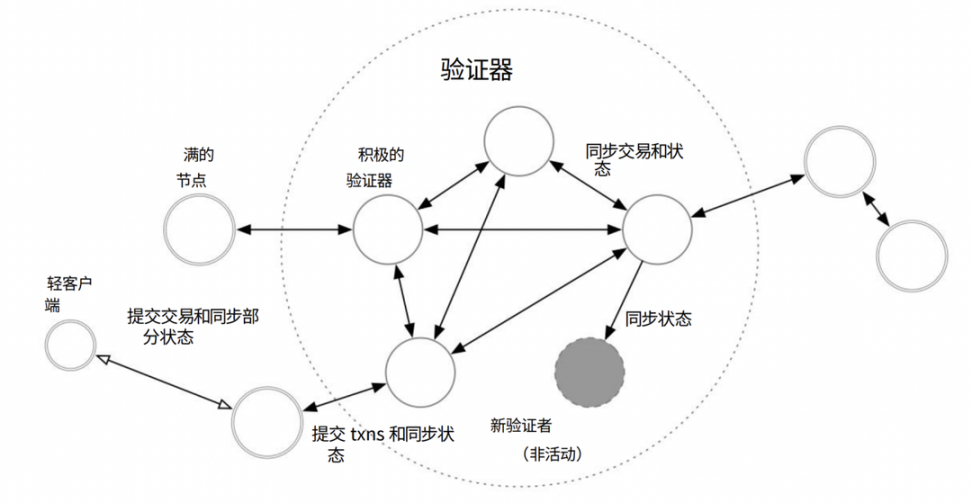 验证器
满的
节点
积极的
验证器
同步交易和状
态
轻客户
端
提交交易和同步部
分状态
同步状态
提交 txns 和同步状
态
新验证者
（非活动）